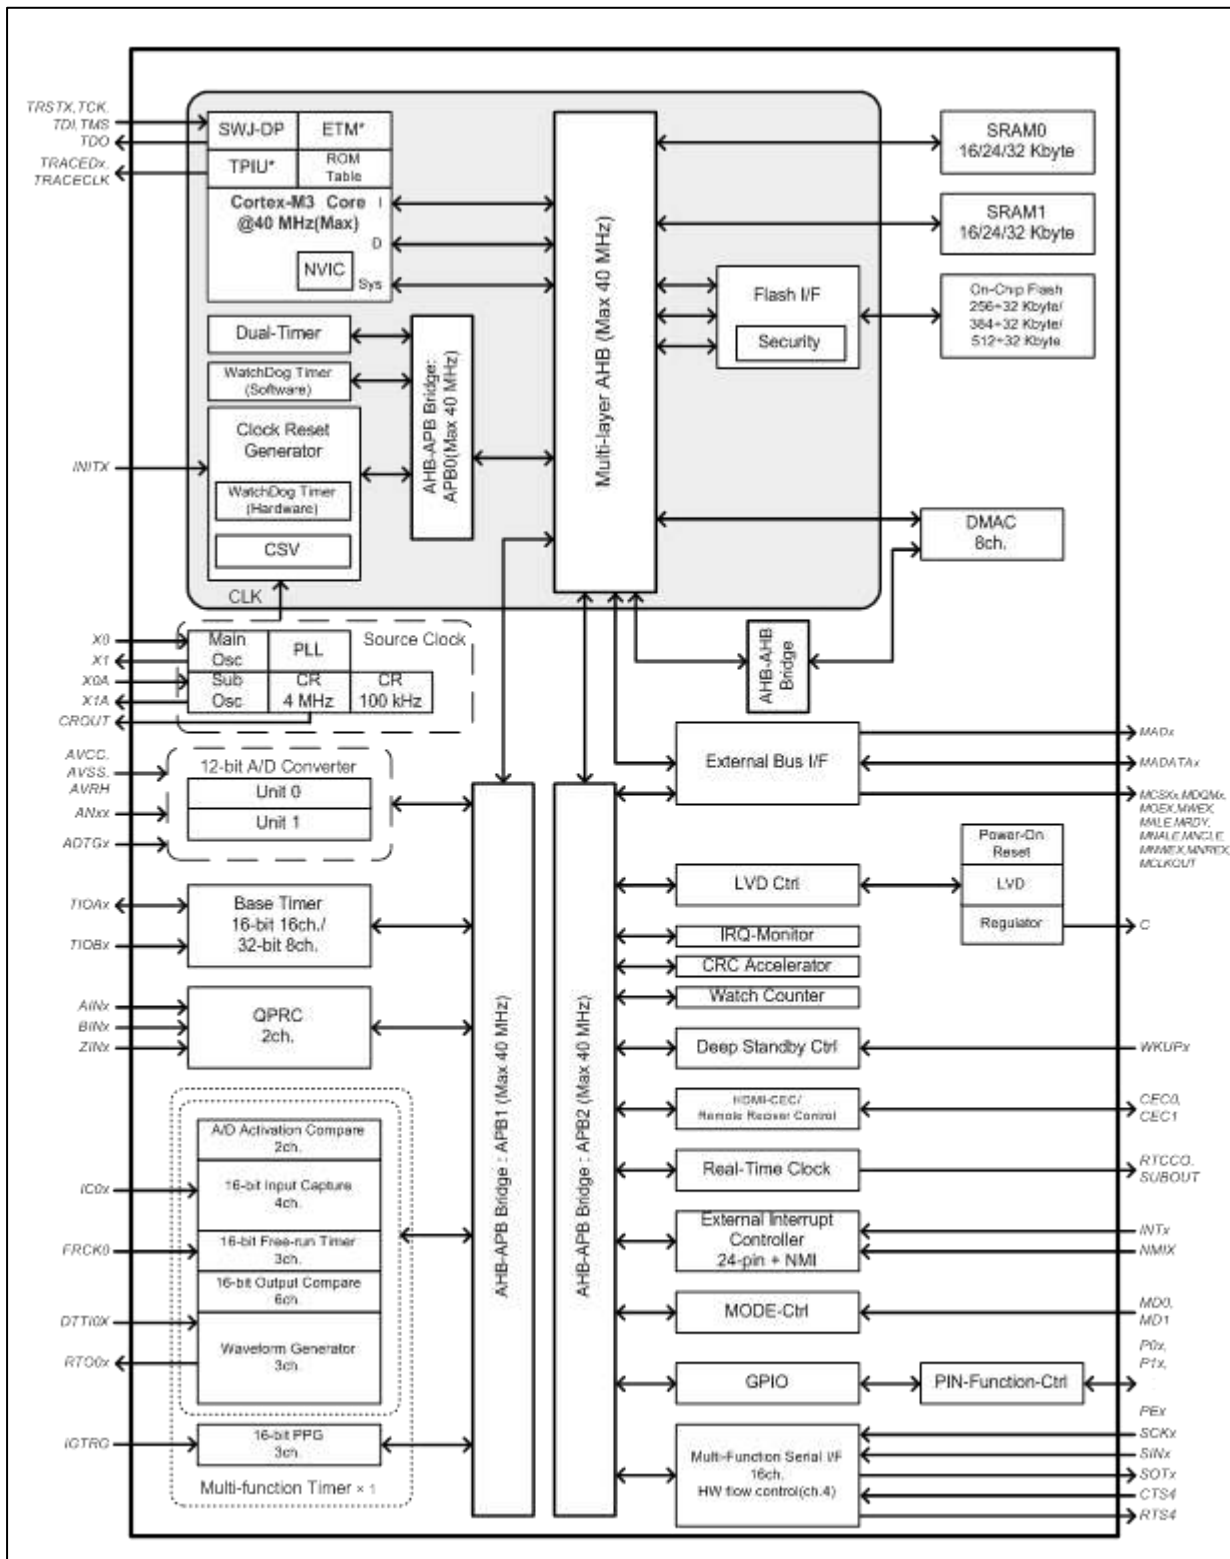 TRSTX,TCK,
TDI,TMS
TDO
TRACEDx,
TRACECLK
SWJ-DP
ETM*
TPIU*
ROM
Table
Cortex-M3 Core
@40 MHz(Max)
I
D
Sys
NVIC
Dual-Timer
WatchDog Timer
(Software)
Clock Reset
Generator
WatchDog Timer
(Hardware)
CSV
CLK
INITX
AHB-APB Bridge:
APB0(Max 40 MHz)
Multi-layer AHB (Max 40 MHz)
Flash I/F
Security
SRAM0
16/24/32 Kbyte
SRAM1
16/24/32 Kbyte
On-Chip Flash
256+32 Kbyte/
384+32 Kbyte/
512+32 Kbyte
DMAC
8ch.
AHB-AHB
Bridge
X0
X1
X0A
X1A
CROUT
Main
Osc
PLL
Source Clock
Sub
Osc
CR
4 MHz
CR
100 kHz
AVCC,
AVSS,
AVRH
ANxx
ADTGx
12-bit A/D Converter
Unit 0
Unit 1
TIOAx
TIOBx
Base Timer
16-bit 16ch./
32-bit 8ch.
AINx
BINx
ZINx
QPRC
2ch.
A/D Activation Compare
2ch.
IC0x
16-bit Input Capture
4ch.
FRCK0
16-bit Free-run Timer
3ch.
16-bit Output Compare
6ch.
DTTI0X
RTO0x
Waveform Generator
3ch.
IGTRG
16-bit PPG
3ch.
Multi-function Timer × 1
AHB-APB Bridge : APB1 (Max 40 MHz)
AHB-APB Bridge : APB2 (Max 40 MHz)
External Bus I/F
MADx
MADATAx
MCSXx,MDQMx,
MOEX,MWEX,
MALE,MRDY,
MNALE,MNCLE,
MNWEX,MNREX,
MCLKOUT
LVD Ctrl
Power-On
Reset
LVD
Regulator
C
IRQ-Monitor
CRC Accelerator
Watch Counter
Deep Standby Ctrl
WKUPx
HDMI-CEC/
Remote Recover Control
CEC0,
CEC1
Real-Time Clock
RTCCO,
SUBOUT
External Interrupt
Controller
24-pin + NMI
INTx
NMIX
MODE-Ctrl
MD0,
MD1
GPIO
PIN-Function-Ctrl
P0x,
P1x,
PEx
Multi-Function Serial I/F
16ch.
HW flow control(ch.4)
SCKx
SINx
SOTx
CTS4
RTS4